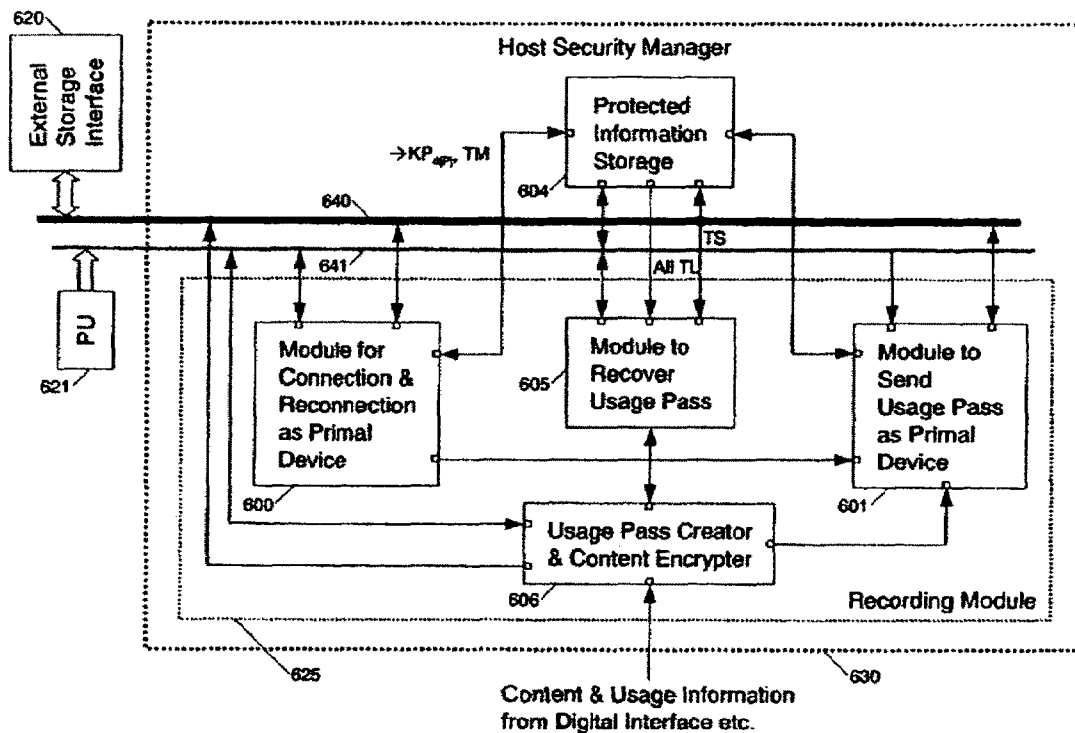 620
External
Storage
Interface
Host Security Manager
Protected
Information
Storage
604
→KP
, TM
640
641
TS
All TL
PU
621
Module for
Connection &
Reconnection
as Primal
Device
600
605
Module to
Recover
Usage Pass
Module to
Send
Usage Pass
as Primal
Device
601
Usage Pass Creator
& Content Encrypter
606
Recording Module
625
630
Content & Usage Information
from Digital Interface etc.